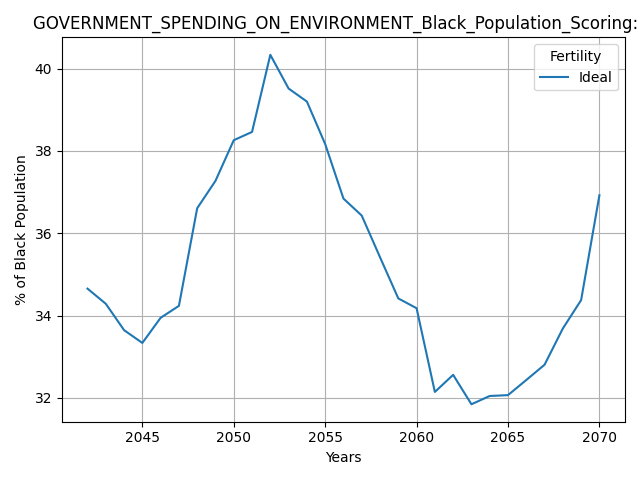 GOVERNMENT_SPENDING_ON_ENVIRONMENT_Black_Population_Scoring:
Fertility
Ideal
% of Black Population
40
38
36
34
32
2045 2050 2055 2060 2065 2070
Years